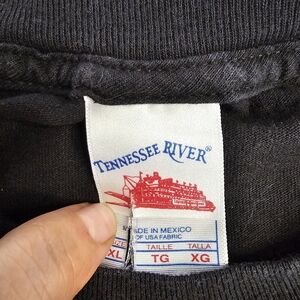 TENNESSEE RIVER®
MADE IN MEXICO
OF USA FABRIC
TAILLE TALLA
XL TG XG